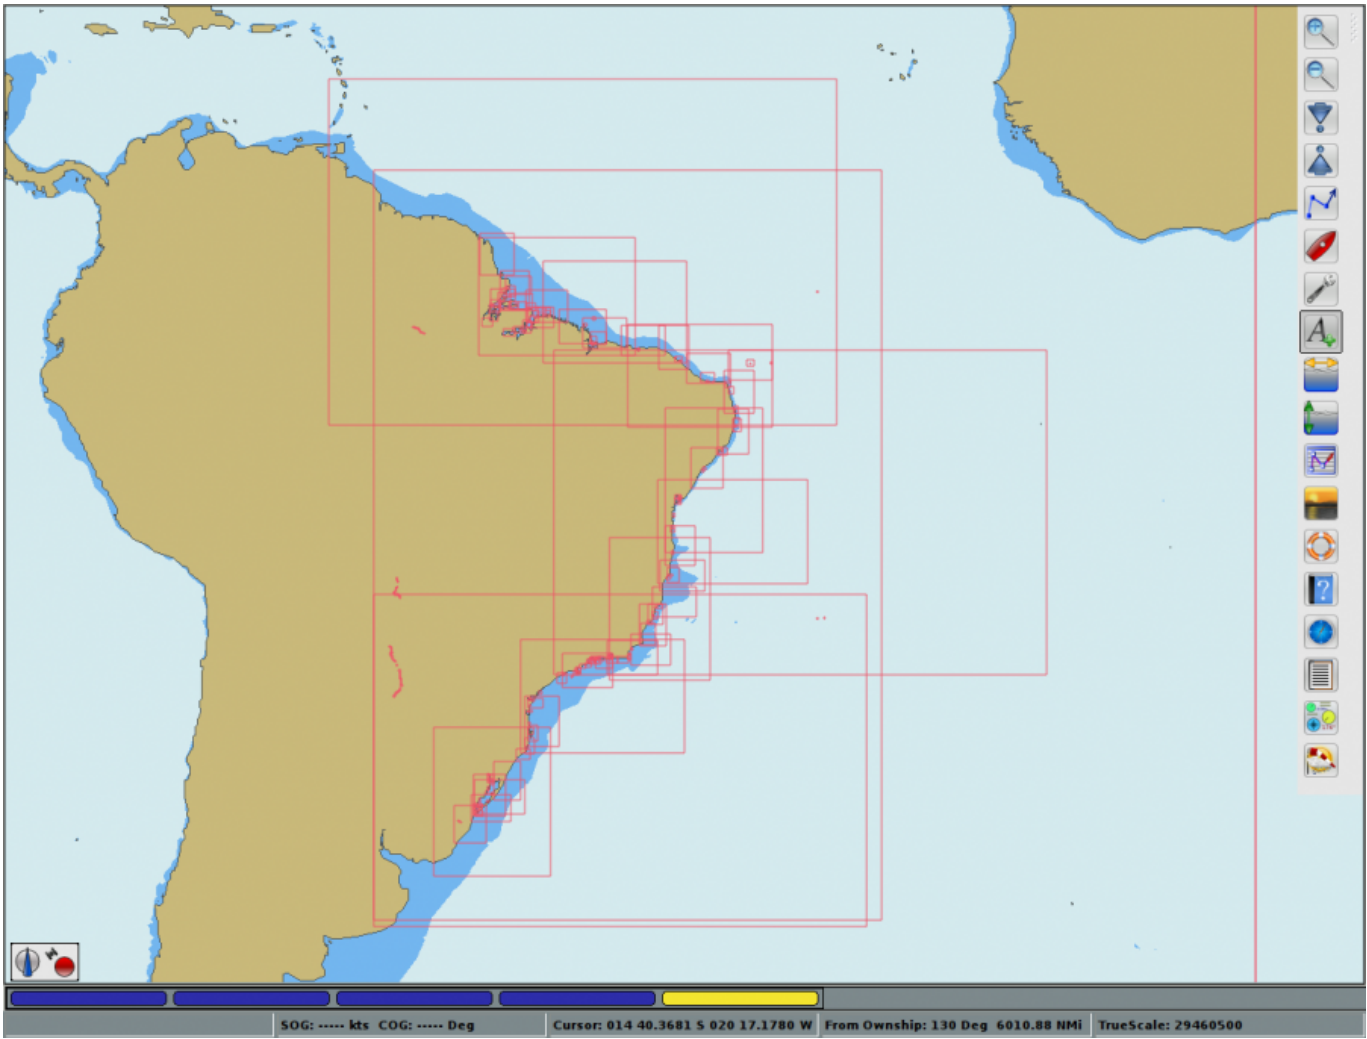 SOG: ----- kts COG: ----- Deg
Cursor: 014 40.3681 S 020 17.1780 W
From Ownship: 130 Deg 6010.88 NMi
TrueScale: 29460500